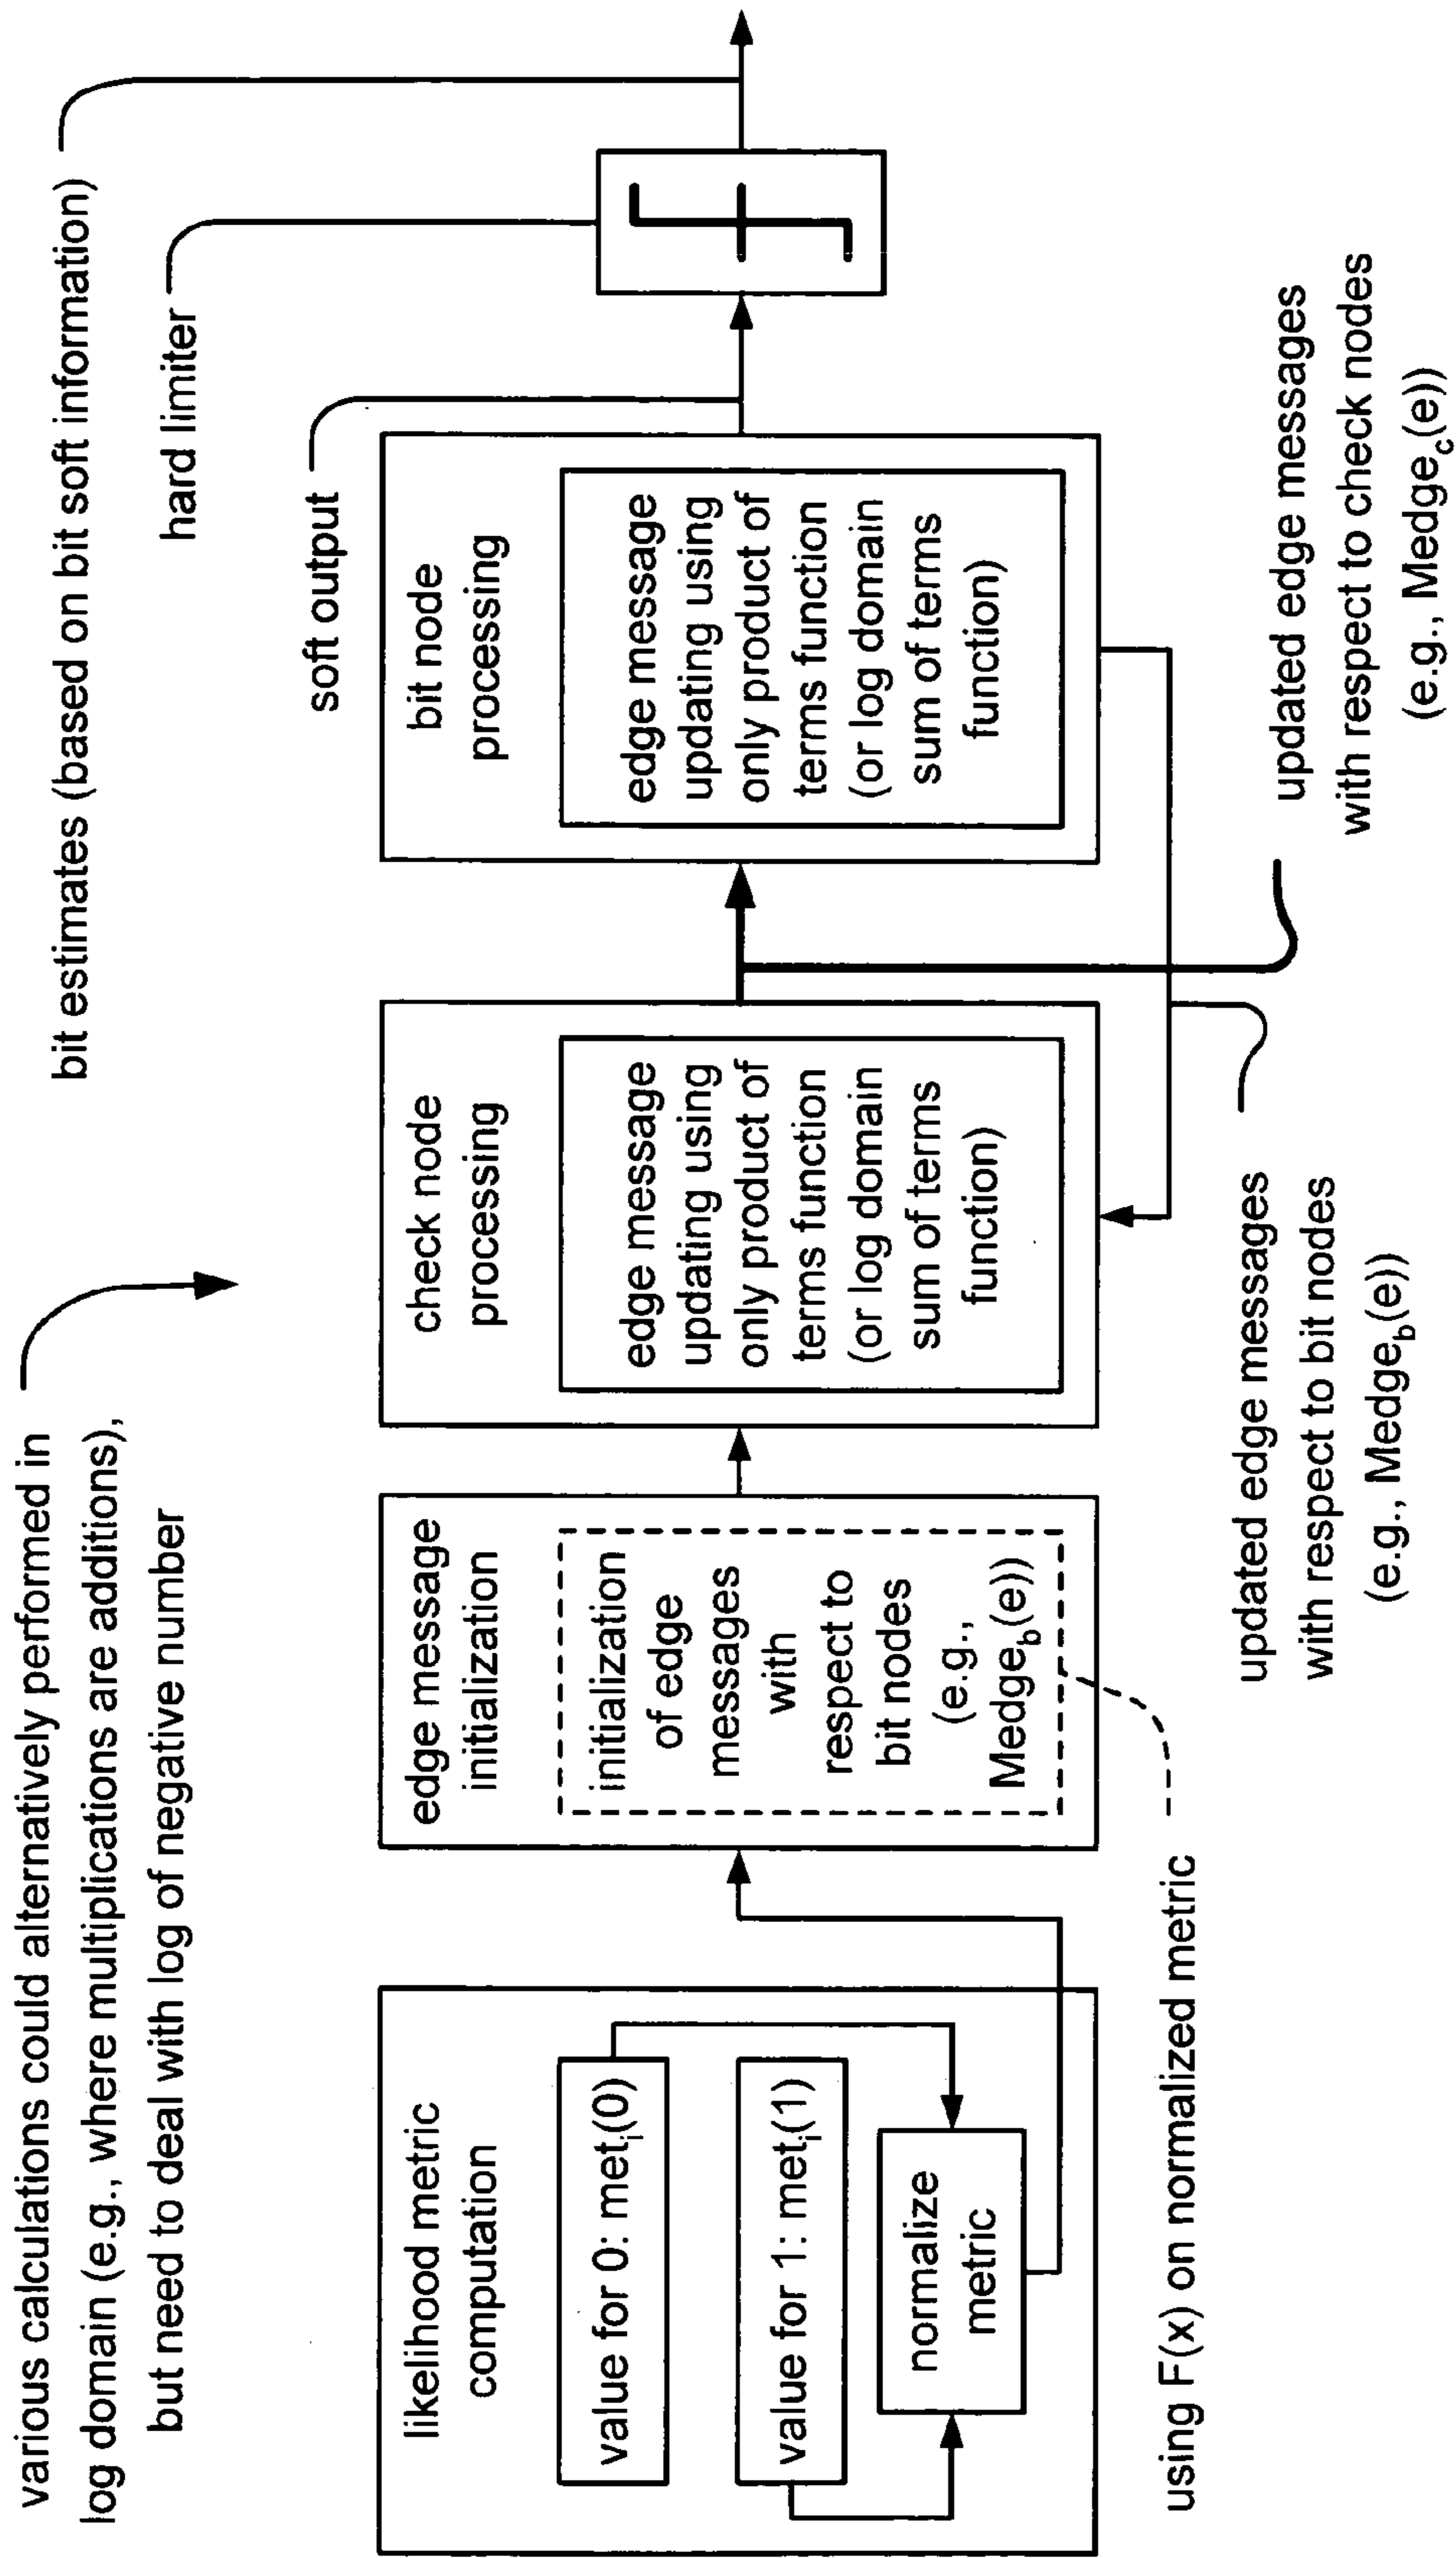 various calculations could alternatively performed in
log domain (e.g., where multiplications are additions),
but need to deal with log of negative number
bit estimates (based on bit soft information)
hard limiter
soft output
likelihood metric
computation
value for 0: met_i(0)
value for 1: met_i(1)
normalize
metric
edge message
initialization
initialization
of edge
messages
with
respect to
bit nodes
(e.g.,
Medge_b(e))
using F(x) on normalized metric
check node
processing
edge message
updating using
only product of
terms function
(or log domain
sum of terms
function)
bit node
processing
edge message
updating using
only product of
terms function
(or log domain
sum of terms
function)
updated edge messages
with respect to bit nodes
(e.g., Medge_b(e))
updated edge messages
with respect to check nodes
(e.g., Medge_c(e))